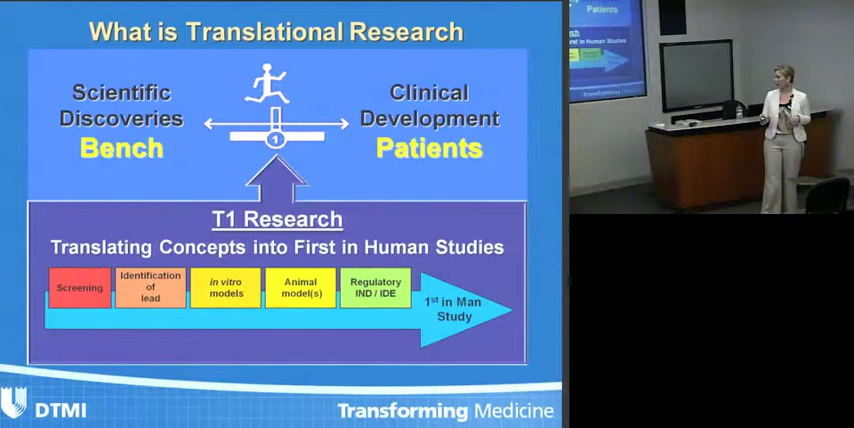 What is Translational Research
Scientific
Discoveries
Bench
Clinical
Development
Patients
1
T1 Research
Translating Concepts into First in Human Studies
Screening
Identification
of
lead
in vitro
models
Animal
model(s)
Regulatory
IND / IDE
1st in Man
Study
DTMI
Transforming Medicine
Patients
First in Human Studies
Transforming